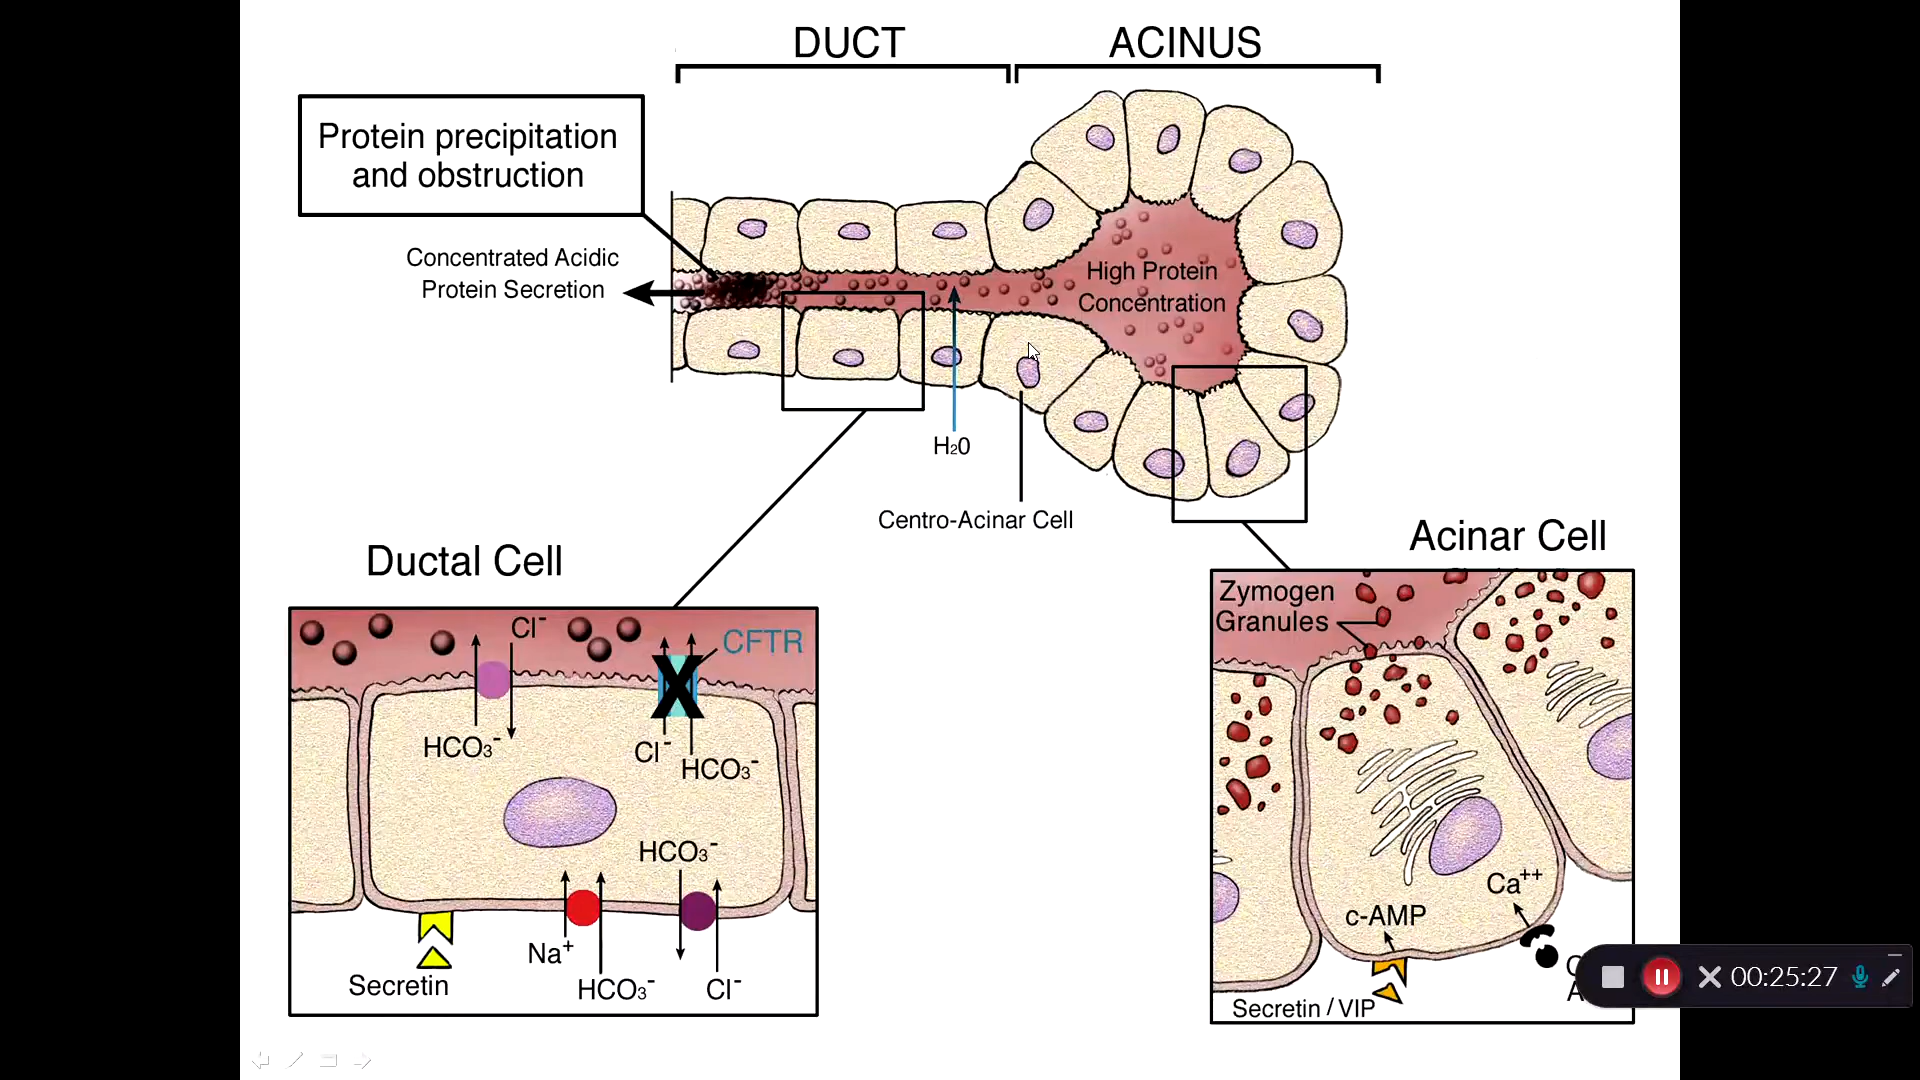 DUCT
ACINUS
Protein precipitation
and obstruction
Concentrated Acidic
Protein Secretion
High Protein
Concentration
H₂0
Centro-Acinar Cell
Ductal Cell
Acinar Cell
Zymogen
Granules
Cl⁻
CFTR
HCO₃⁻
Cl⁻
HCO₃⁻
HCO₃⁻
Na⁺
HCO₃⁻
Cl⁻
Secretin
Ca⁺⁺
c-AMP
Secretin / VIP
00:25:27